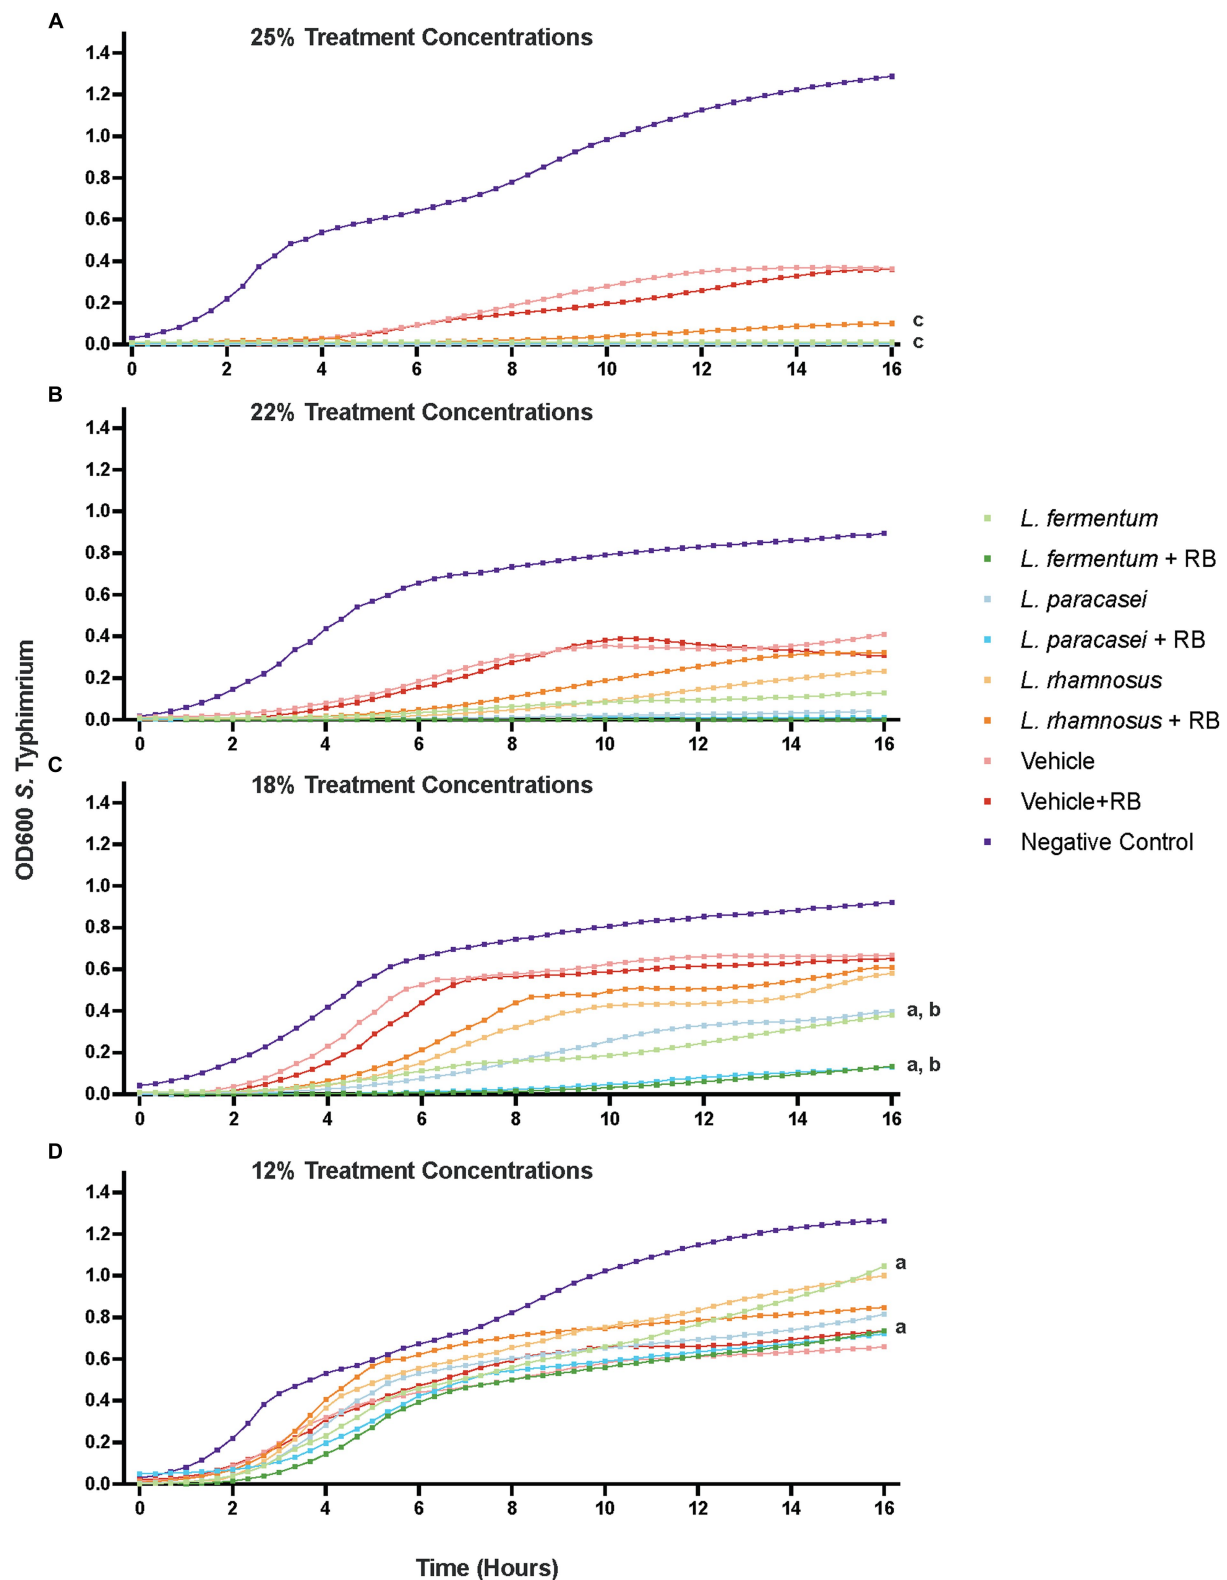 A
25% Treatment Concentrations
1.4
1.2
1.0
0.8
0.6
0.4
0.2
0.0
c
c
0 2 4 6 8 10 12 14 16
B
22% Treatment Concentrations
1.4
1.2
1.0
0.8
0.6
0.4
0.2
0.0
0 2 4 6 8 10 12 14 16
C
18% Treatment Concentrations
1.4
1.2
1.0
0.8
0.6
0.4
0.2
0.0
a, b
a, b
0 2 4 6 8 10 12 14 16
D
12% Treatment Concentrations
1.4
1.2
1.0
0.8
0.6
0.4
0.2
0.0
a
a
0 2 4 6 8 10 12 14 16
OD600 S. Typhimrium
Time (Hours)
L. fermentum
L. fermentum + RB
L. paracasei
L. paracasei + RB
L. rhamnosus
L. rhamnosus + RB
Vehicle
Vehicle+RB
Negative Control